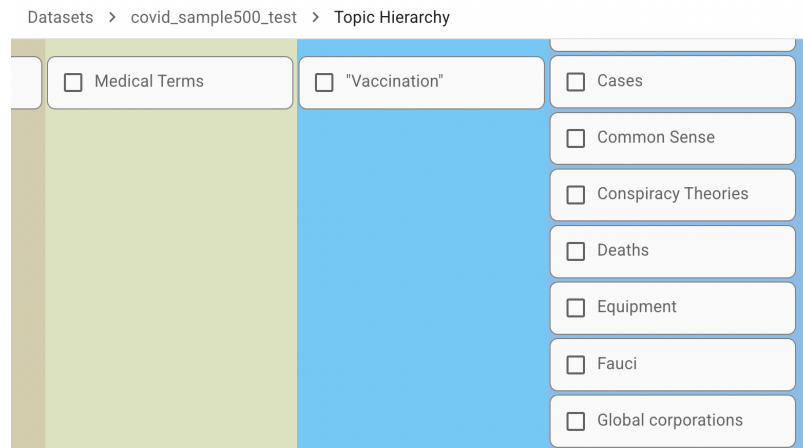 Datasets > covid_sample500_test > Topic Hierarchy
Medical Terms
"Vaccination"
Cases
Common Sense
Conspiracy Theories
Deaths
Equipment
Fauci
Global corporations